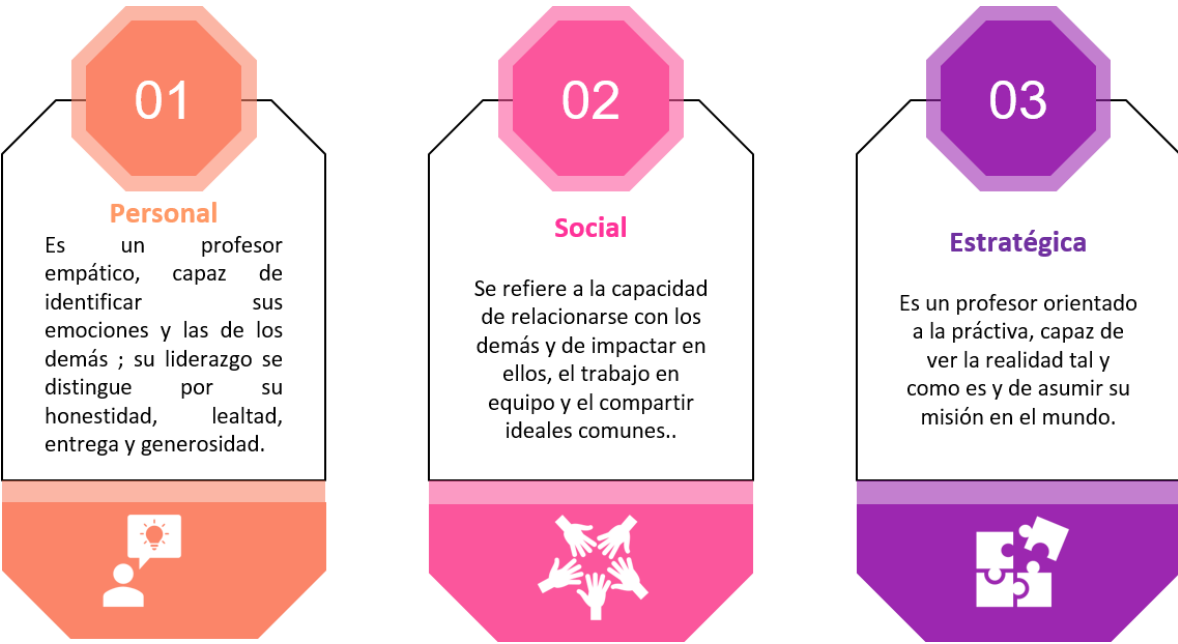 01
Personal
Es un profesor
empático, capaz de
identificar sus
emociones y las de los
demás ; su liderazgo se
distingue por su
honestidad, lealtad,
entrega y generosidad.
02
Social
Se refiere a la capacidad
de relacionarse con los
demás y de impactar en
ellos, el trabajo en
equipo y el compartir
ideales comunes..
03
Estratégica
Es un profesor orientado
a la práctiva, capaz de
ver la realidad tal y
como es y de asumir su
misión en el mundo.